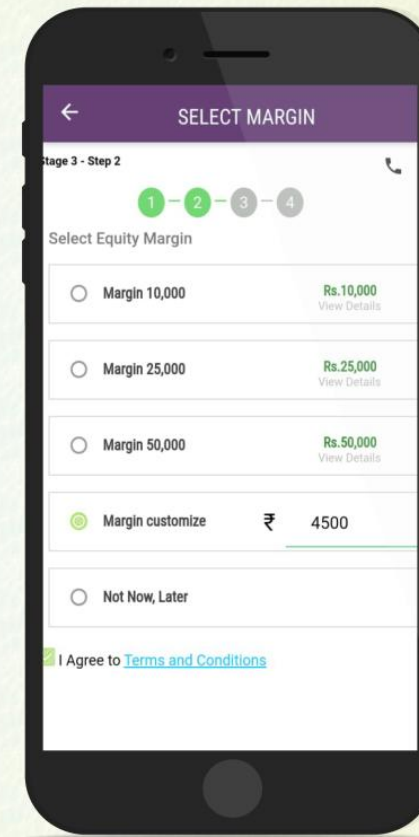 SELECT MARGIN
Stage 3 - Step 2
1 - 2 - 3 - 4
Select Equity Margin
Margin 10,000 Rs.10,000
View Details
Margin 25,000 Rs.25,000
View Details
Margin 50,000 Rs.50,000
View Details
Margin customize ₹ 4500
Not Now, Later
I Agree to Terms and Conditions